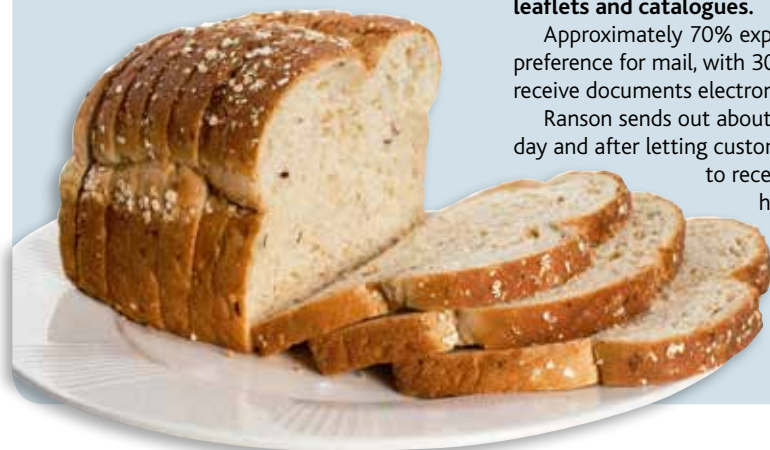 leaflets and catalogues.
Approximately 70% exp
preference for mail, with 30
receive documents electron
Ranson sends out about
day and after letting custor
to rece
h